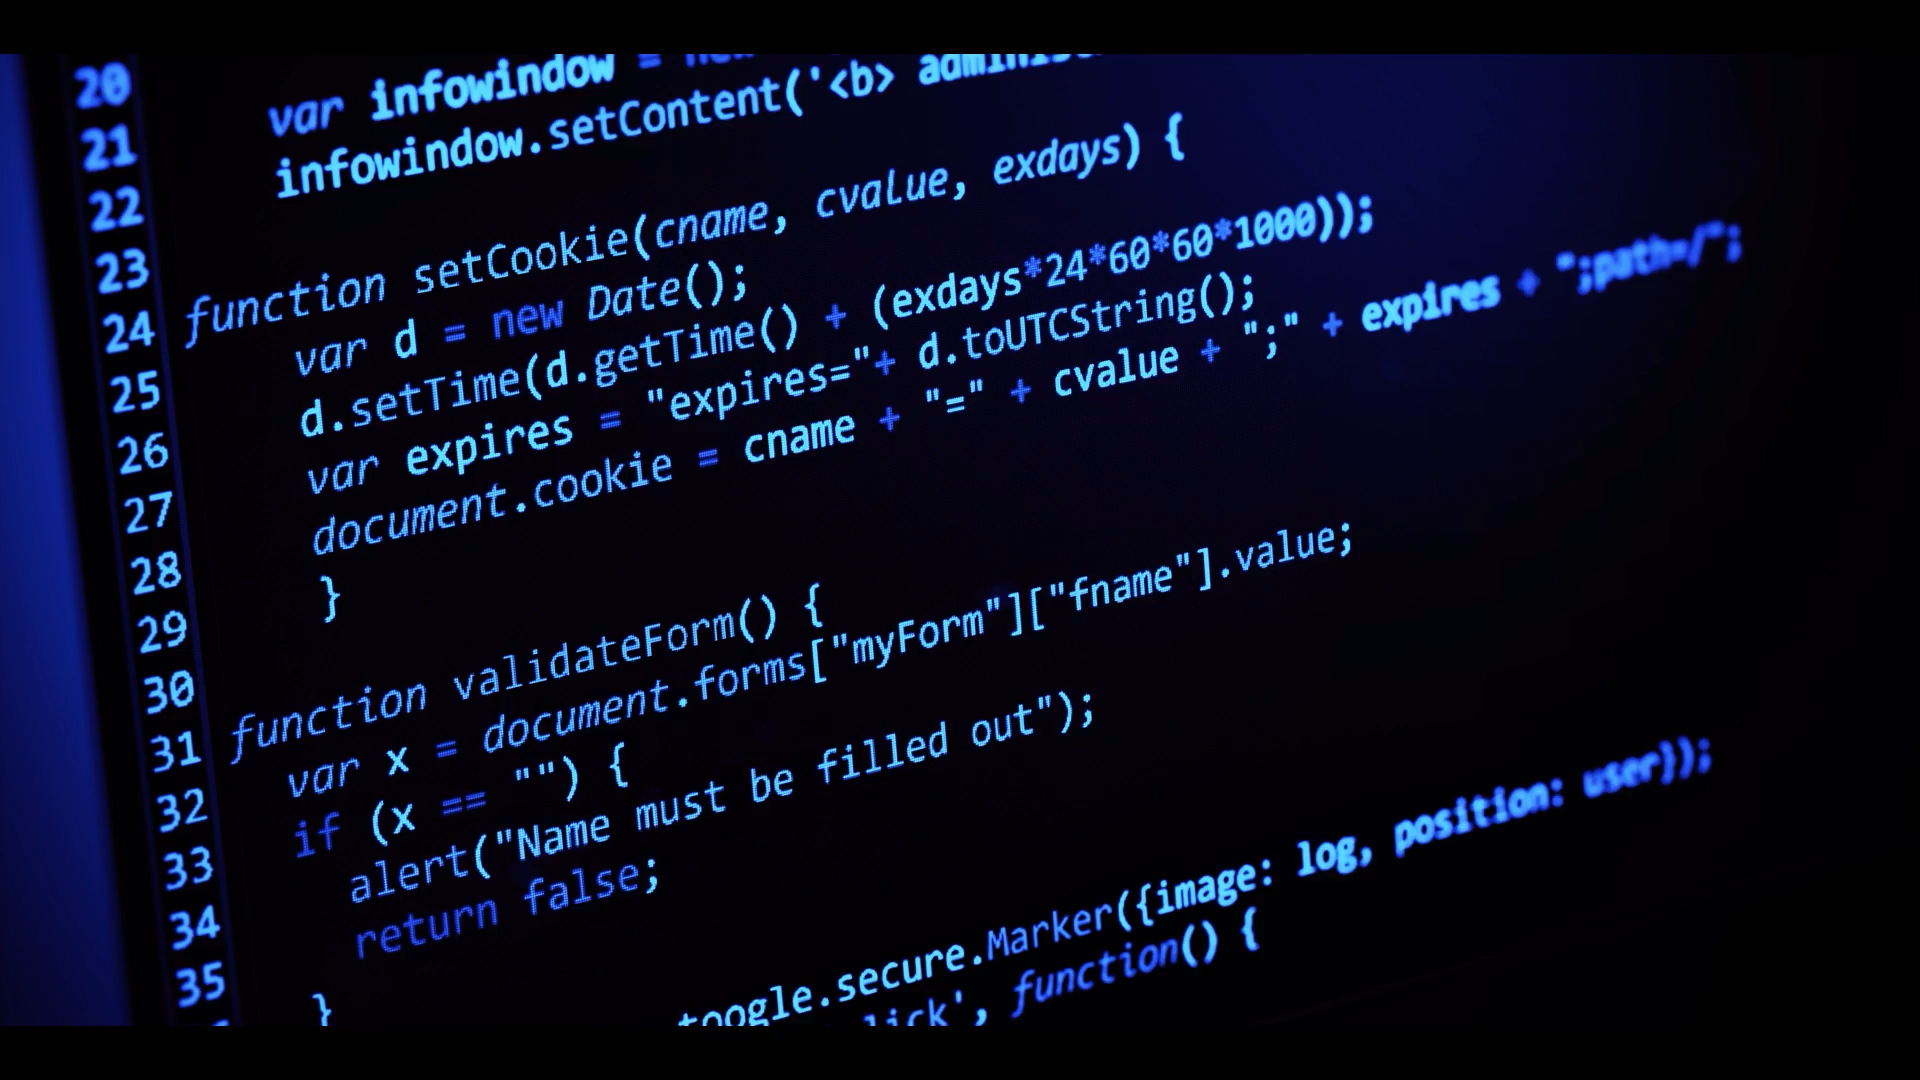 20
21 var infowindow = new
22 infowindow.setContent('<b>
23
24 function setCookie(cname, cvalue, exdays) {
25 var d = new Date();
26 d.setTime(d.getTime() + (exdays*24*60*60*1000));
27 var expires = "expires="+ d.toUTCString();
28 document.cookie = cname + "=" + cvalue + ";" + expires + ";path=/";
29 }
30
31 function validateForm() {
32 var x = document.forms["myForm"]["fname"].value;
33 if (x == "") {
34 alert("Name must be filled out");
35 return false;
}
toogle.secure.Marker({image: log, position: user});
lick', function() {